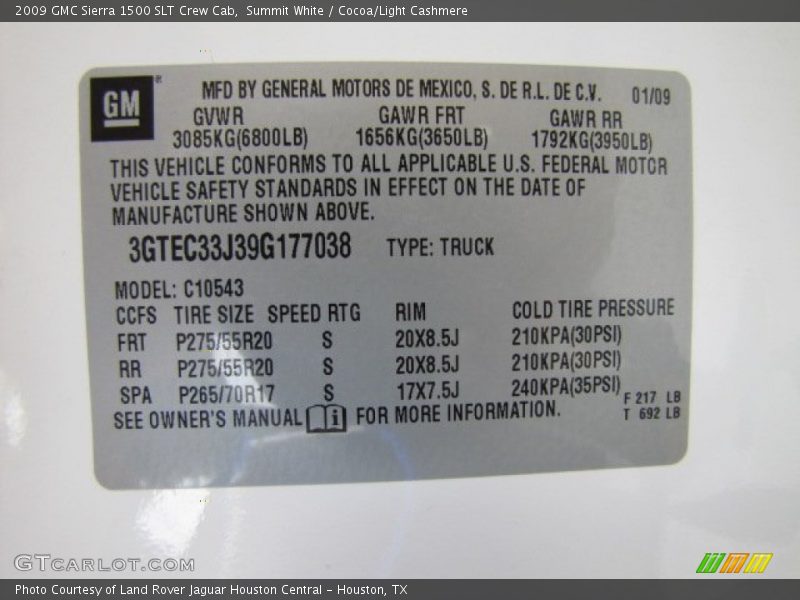 2009 GMC Sierra 1500 SLT Crew Cab, Summit White / Cocoa/Light Cashmere
GM®
MFD BY GENERAL MOTORS DE MEXICO, S. DE R.L. DE C.V. 01/09
GVWR GAWR FRT GAWR RR
3085KG(6800LB) 1656KG(3650LB) 1792KG(3950LB)
THIS VEHICLE CONFORMS TO ALL APPLICABLE U.S. FEDERAL MOTOR
VEHICLE SAFETY STANDARDS IN EFFECT ON THE DATE OF
MANUFACTURE SHOWN ABOVE.
3GTEC33J39G177038 TYPE: TRUCK
MODEL: C10543
CCFS TIRE SIZE SPEED RTG RIM COLD TIRE PRESSURE
FRT P275/55R20 S 20X8.5J 210KPA(30PSI)
RR P275/55R20 S 20X8.5J 210KPA(30PSI)
SPA P265/70R17 S 17X7.5J 240KPA(35PSI) F 217 LB
SEE OWNER'S MANUAL i FOR MORE INFORMATION. T 692 LB
GTCARLOT.COM
Photo Courtesy of Land Rover Jaguar Houston Central - Houston, TX